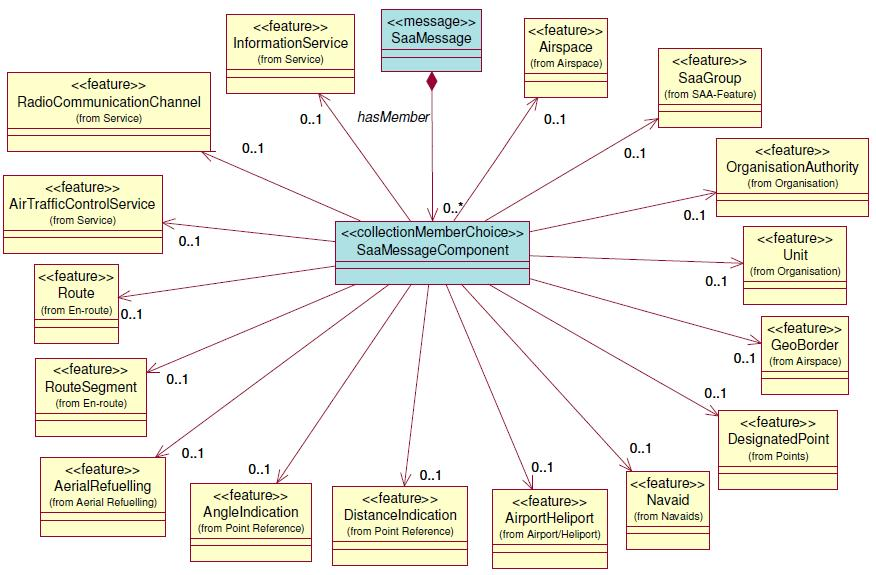 <<feature>>
InformationService
(from Service)
<<message>>
SaaMessage
<<feature>>
Airspace
(from Airspace)
<<feature>>
SaaGroup
(from SAA-Feature)
<<feature>>
RadioCommunicationChannel
(from Service)
hasMember
0..1
0..1
0..1
0..1
<<feature>>
OrganisationAuthority
(from Organisation)
<<feature>>
AirTrafficControlService
(from Service)
0..*
0..1
0..1
<<collectionMemberChoice>>
SaaMessageComponent
<<feature>>
Unit
(from Organisation)
0..1
<<feature>>
Route
(from En-route)
0..1
<<feature>>
GeoBorder
(from Airspace)
0..1
<<feature>>
RouteSegment
(from En-route)
0..1
0..1
<<feature>>
DesignatedPoint
(from Points)
0..1
0..1
0..1
0..1
0..1
<<feature>>
AerialRefuelling
(from Aerial Refuelling)
<<feature>>
AngleIndication
(from Point Reference)
<<feature>>
DistanceIndication
(from Point Reference)
<<feature>>
AirportHeliport
(from Airport/Heliport)
<<feature>>
Navaid
(from Navaids)